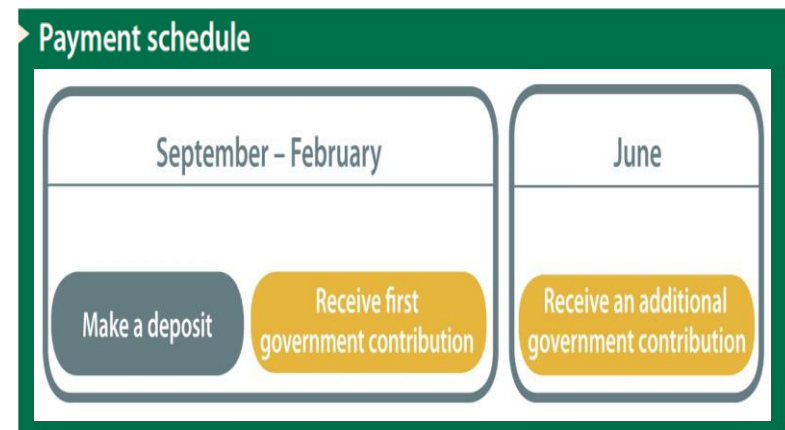 Payment schedule
September – February
June
Make a deposit
Receive first
government contribution
Receive an additional
government contribution